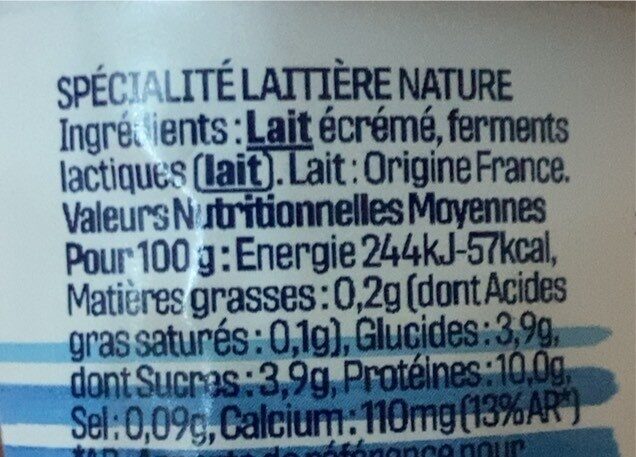 SPÉCIALITÉ LAITIÈRE NATURE
Ingrédients : Lait écrémé, ferments
lactiques (lait). Lait : Origine France.
Valeurs Nutritionnelles Moyennes
Pour 100 g : Energie 244kJ-57kcal,
Matières grasses : 0,2g (dont Acides
gras saturés : 0,1g), Glucides : 3,9g,
dont Sucres : 3,9g, Protéines : 10,0g,
Sel : 0,09g, Calcium : 110mg (13% AR*)
référence pour